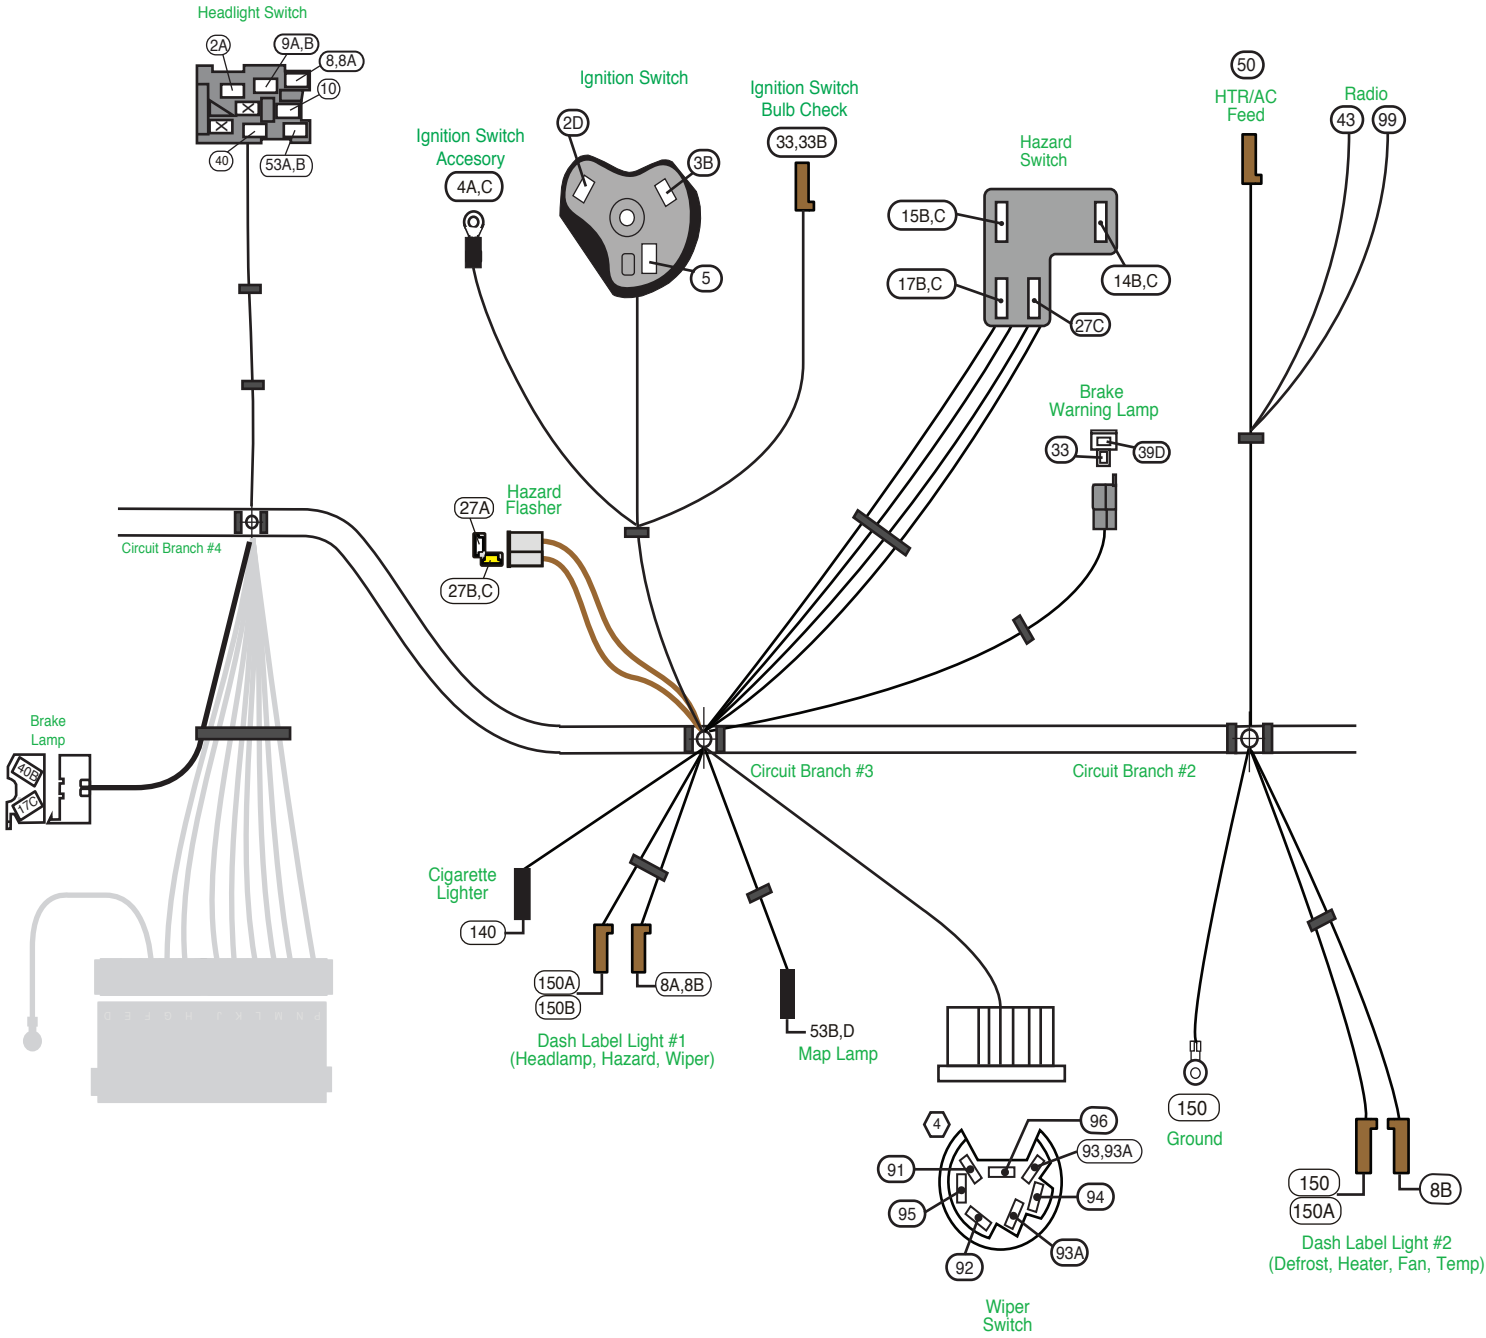 Headlight Switch
2A
9A,B
8,8A
10
40
53A,B
Ignition Switch
2D
3B
5
Ignition Switch
Accesory
4A,C
Ignition Switch
Bulb Check
33,33B
Hazard
Switch
15B,C
14B,C
17B,C
27C
50
HTR/AC
Feed
Radio
43
99
Brake
Warning Lamp
33
39D
Hazard
Flasher
27A
27B,C
Circuit Branch #4
Brake
Lamp
40B
17C
Circuit Branch #3
Circuit Branch #2
D E F G H J K L M N P
Cigarette
Lighter
140
150A
150B
8A,8B
Dash Label Light #1
(Headlamp, Hazard, Wiper)
53B,D
Map Lamp
4
96
93,93A
91
94
95
93A
92
Wiper
Switch
150
Ground
150
150A
8B
Dash Label Light #2
(Defrost, Heater, Fan, Temp)